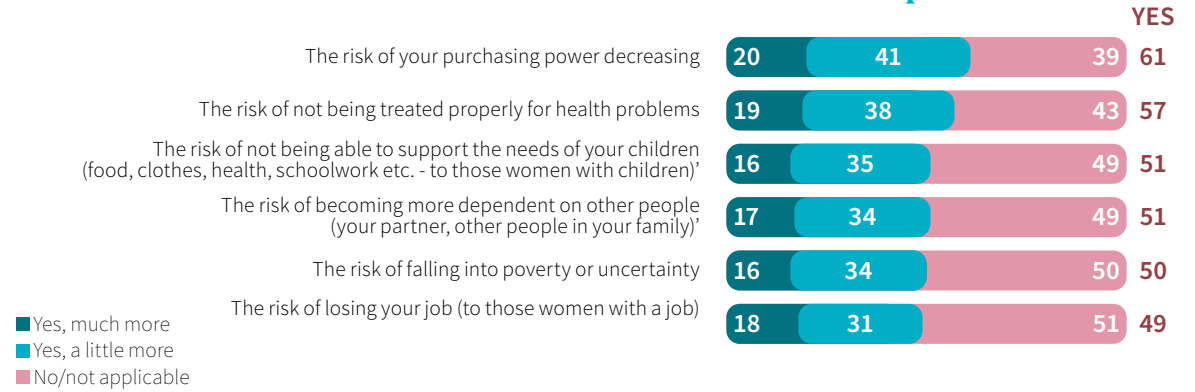 YES
The risk of your purchasing power decreasing 20 41 39 61
The risk of not being treated properly for health problems 19 38 43 57
The risk of not being able to support the needs of your children
(food, clothes, health, schoolwork etc. - to those women with children)’ 16 35 49 51
The risk of becoming more dependent on other people
(your partner, other people in your family)’ 17 34 49 51
The risk of falling into poverty or uncertainty 16 34 50 50
The risk of losing your job (to those women with a job) 18 31 51 49
Yes, much more
Yes, a little more
No/not applicable